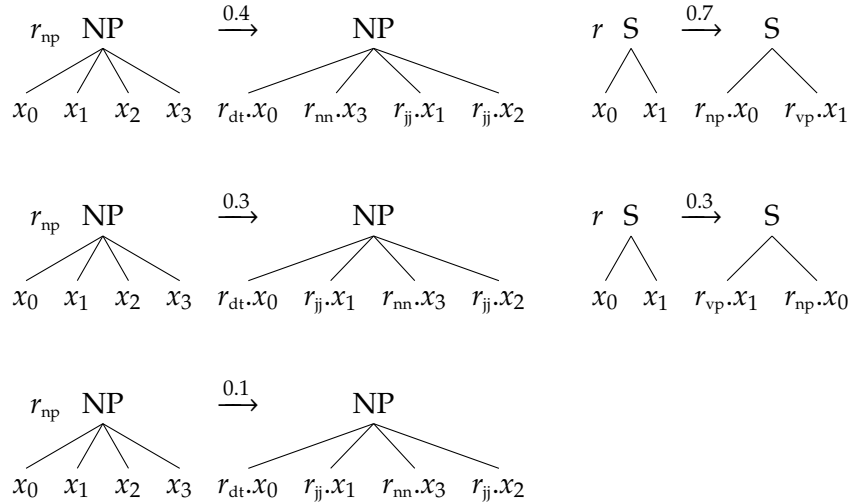 r_np NP 0.4 → NP r S 0.7 → S
x_0 x_1 x_2 x_3 r_dt.x_0 r_nn.x_3 r_jj.x_1 r_jj.x_2 x_0 x_1 r_np.x_0 r_vp.x_1
r_np NP 0.3 → NP r S 0.3 → S
x_0 x_1 x_2 x_3 r_dt.x_0 r_jj.x_1 r_nn.x_3 r_jj.x_2 x_0 x_1 r_vp.x_1 r_np.x_0
r_np NP 0.1 → NP
x_0 x_1 x_2 x_3 r_dt.x_0 r_jj.x_1 r_nn.x_3 r_jj.x_2